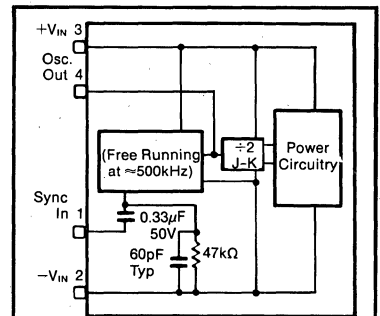 +VIN 3
Osc.
Out 4
(Free Running
at ≈500kHz)
÷2
J-K
Power
Circuitry
Sync
In 1
0.33µF
50V
60pF
Typ
47kΩ
−VIN 2